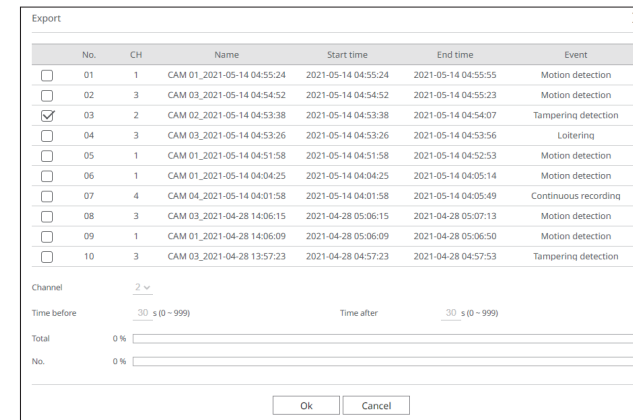 Export
No. CH Name Start time End time Event
01 1 CAM 01_2021-05-14 04:55:24 2021-05-14 04:55:24 2021-05-14 04:55:55 Motion detection
02 3 CAM 03_2021-05-14 04:54:52 2021-05-14 04:54:52 2021-05-14 04:55:23 Motion detection
03 2 CAM 02_2021-05-14 04:53:38 2021-05-14 04:53:38 2021-05-14 04:54:07 Tampering detection
04 3 CAM 03_2021-05-14 04:53:26 2021-05-14 04:53:26 2021-05-14 04:53:56 Loitering
05 1 CAM 01_2021-05-14 04:51:58 2021-05-14 04:51:58 2021-05-14 04:52:53 Motion detection
06 1 CAM 01_2021-05-14 04:04:25 2021-05-14 04:04:25 2021-05-14 04:05:14 Motion detection
07 4 CAM 04_2021-05-14 04:01:58 2021-05-14 04:01:58 2021-05-14 04:05:49 Continuous recording
08 3 CAM 03_2021-04-28 14:06:15 2021-04-28 05:06:15 2021-04-28 05:07:13 Motion detection
09 1 CAM 01_2021-04-28 14:06:09 2021-04-28 05:06:09 2021-04-28 05:06:50 Motion detection
10 3 CAM 03_2021-04-28 13:57:23 2021-04-28 04:57:23 2021-04-28 04:57:53 Tampering detection
Channel 2
Time before 30 s (0 ~ 999) Time after 30 s (0 ~ 999)
Total 0 %
No. 0 %
Ok Cancel